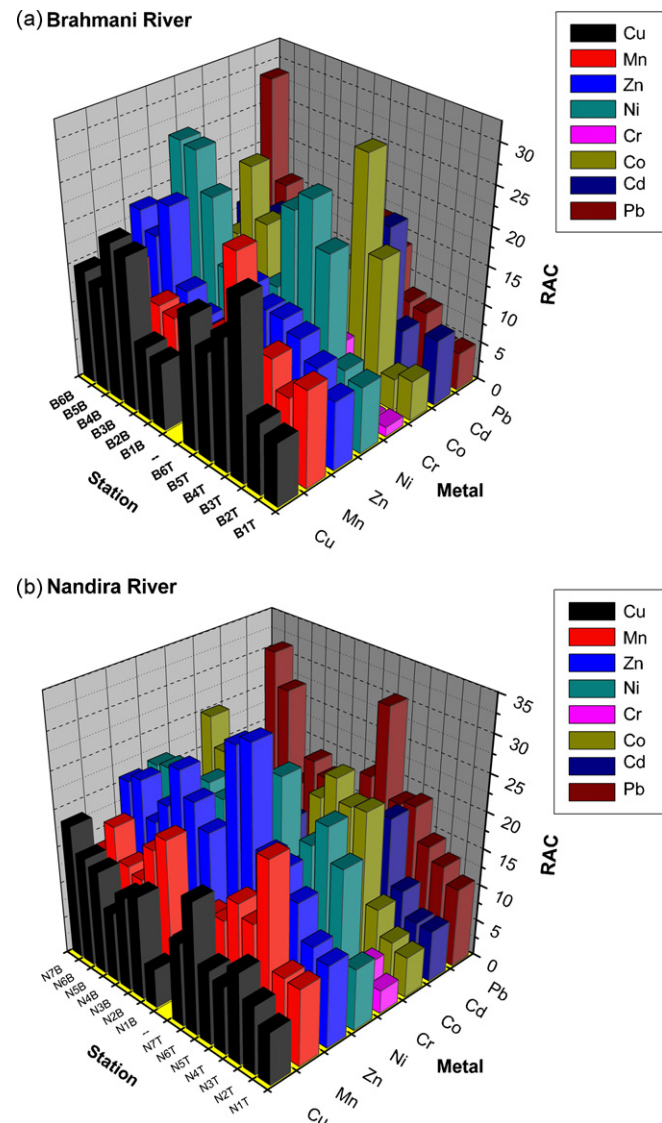 (a) Brahmani River
Cu
Mn
Zn
Ni
Cr
Co
Cd
Pb
30
25
20
15
10
5
0
RAC
B6B
B5B
B4B
B3B
B2B
B1B
–
B6T
B5T
B4T
B3T
B2T
B1T
Station
Cu
Mn
Zn
Ni
Cr
Co
Cd
Pb
Metal
(b) Nandira River
Cu
Mn
Zn
Ni
Cr
Co
Cd
Pb
35
30
25
20
15
10
5
0
RAC
N7B
N6B
N5B
N4B
N3B
N2B
N1B
–
N7T
N6T
N5T
N4T
N3T
N2T
N1T
Station
Cu
Mn
Zn
Ni
Cr
Co
Cd
Pb
Metal